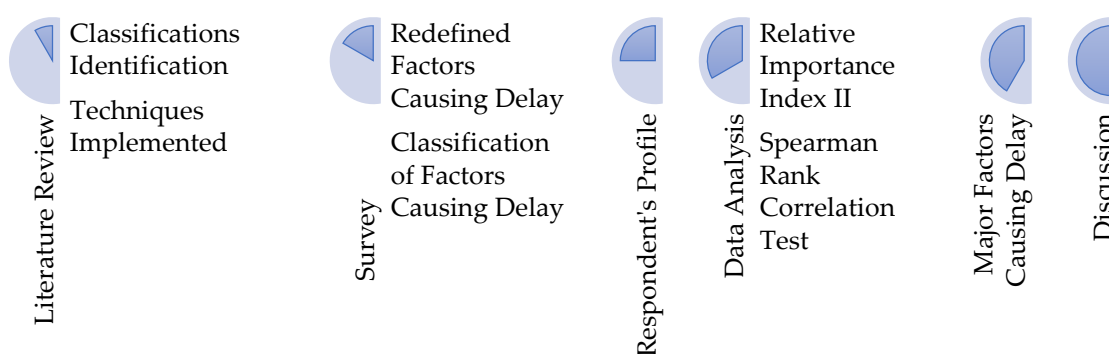 Literature Review
Classifications
Identification
Techniques
Implemented
Survey
Redefined
Factors
Causing Delay
Classification
of Factors
Causing Delay
Respondent's Profile
Data Analysis
Relative
Importance
Index II
Spearman
Rank
Correlation
Test
Major Factors
Causing Delay
Discussion